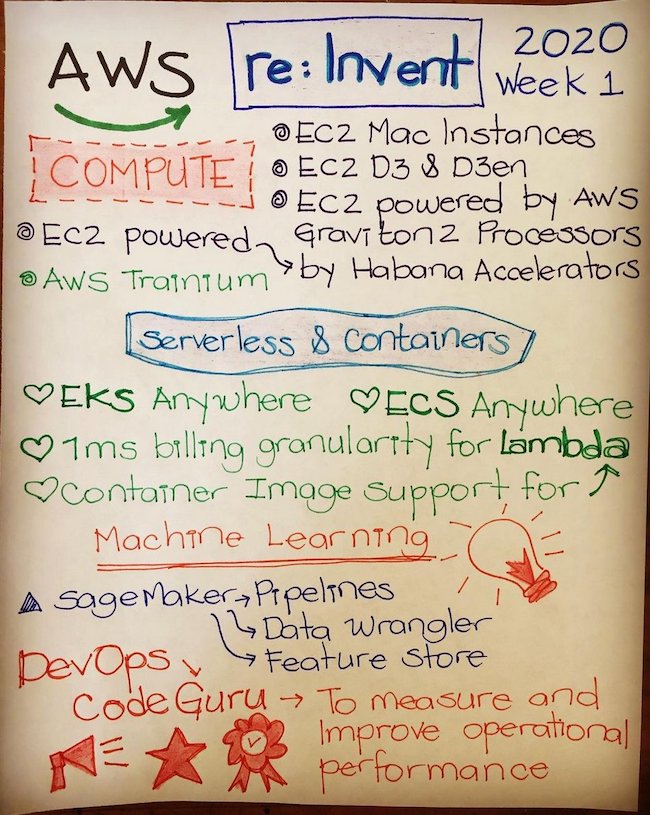 AWS re:Invent 2020
Week 1
COMPUTE
EC2 Mac Instances
EC2 D3 & D3en
EC2 powered by AWS
Graviton2 Processors
EC2 powered → by Habana Accelerators
AWS Trainium
Serverless & Containers
EKS Anywhere
ECS Anywhere
1ms billing granularity for Lambda
Container Image support for ↑
Machine Learning
SageMaker → Pipelines
→ Data Wrangler
→ Feature Store
DevOps
CodeGuru → To measure and
Improve operational
performance